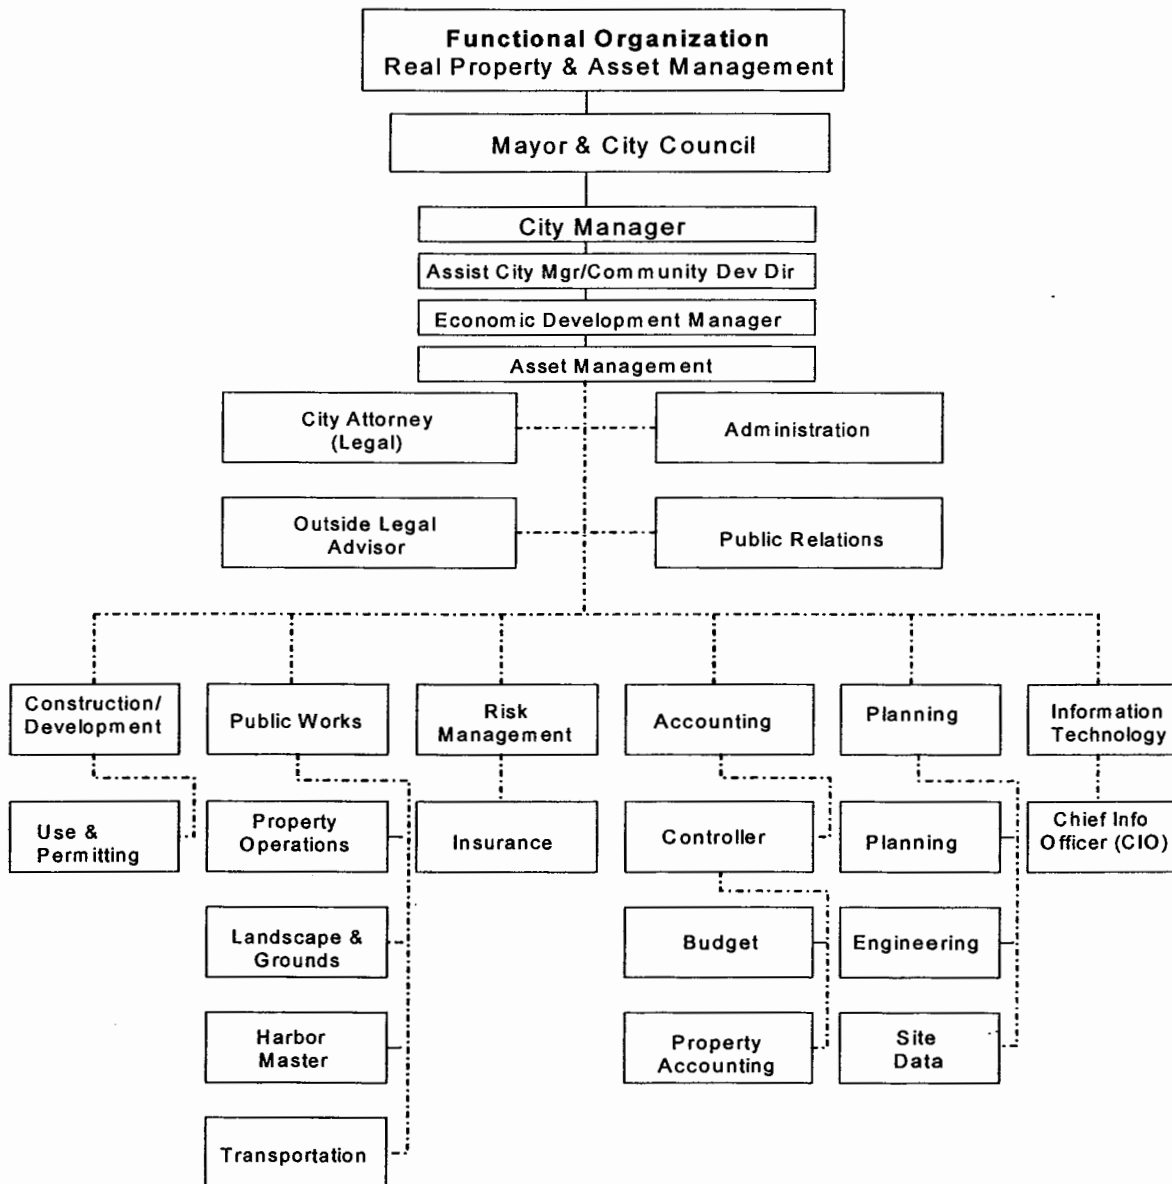 Functional Organization
Real Property & Asset Management
Mayor & City Council
City Manager
Assist City Mgr/Community Dev Dir
Economic Development Manager
Asset Management
City Attorney
(Legal)
Administration
Outside Legal
Advisor
Public Relations
Construction/
Development
Public Works
Risk
Management
Accounting
Planning
Information
Technology
Use &
Permitting
Property
Operations
Insurance
Controller
Planning
Chief Info
Officer (CIO)
Landscape &
Grounds
Budget
Engineering
Harbor
Master
Property
Accounting
Site
Data
Transportation